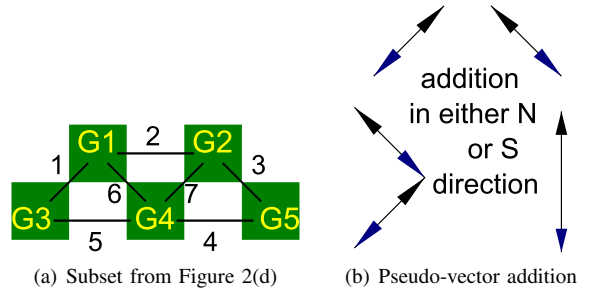 G1 2 G2
1 6 7 3
G3 G4 G5
5 4
(a) Subset from Figure 2(d)
addition
in either N
or S
direction
(b) Pseudo-vector addition